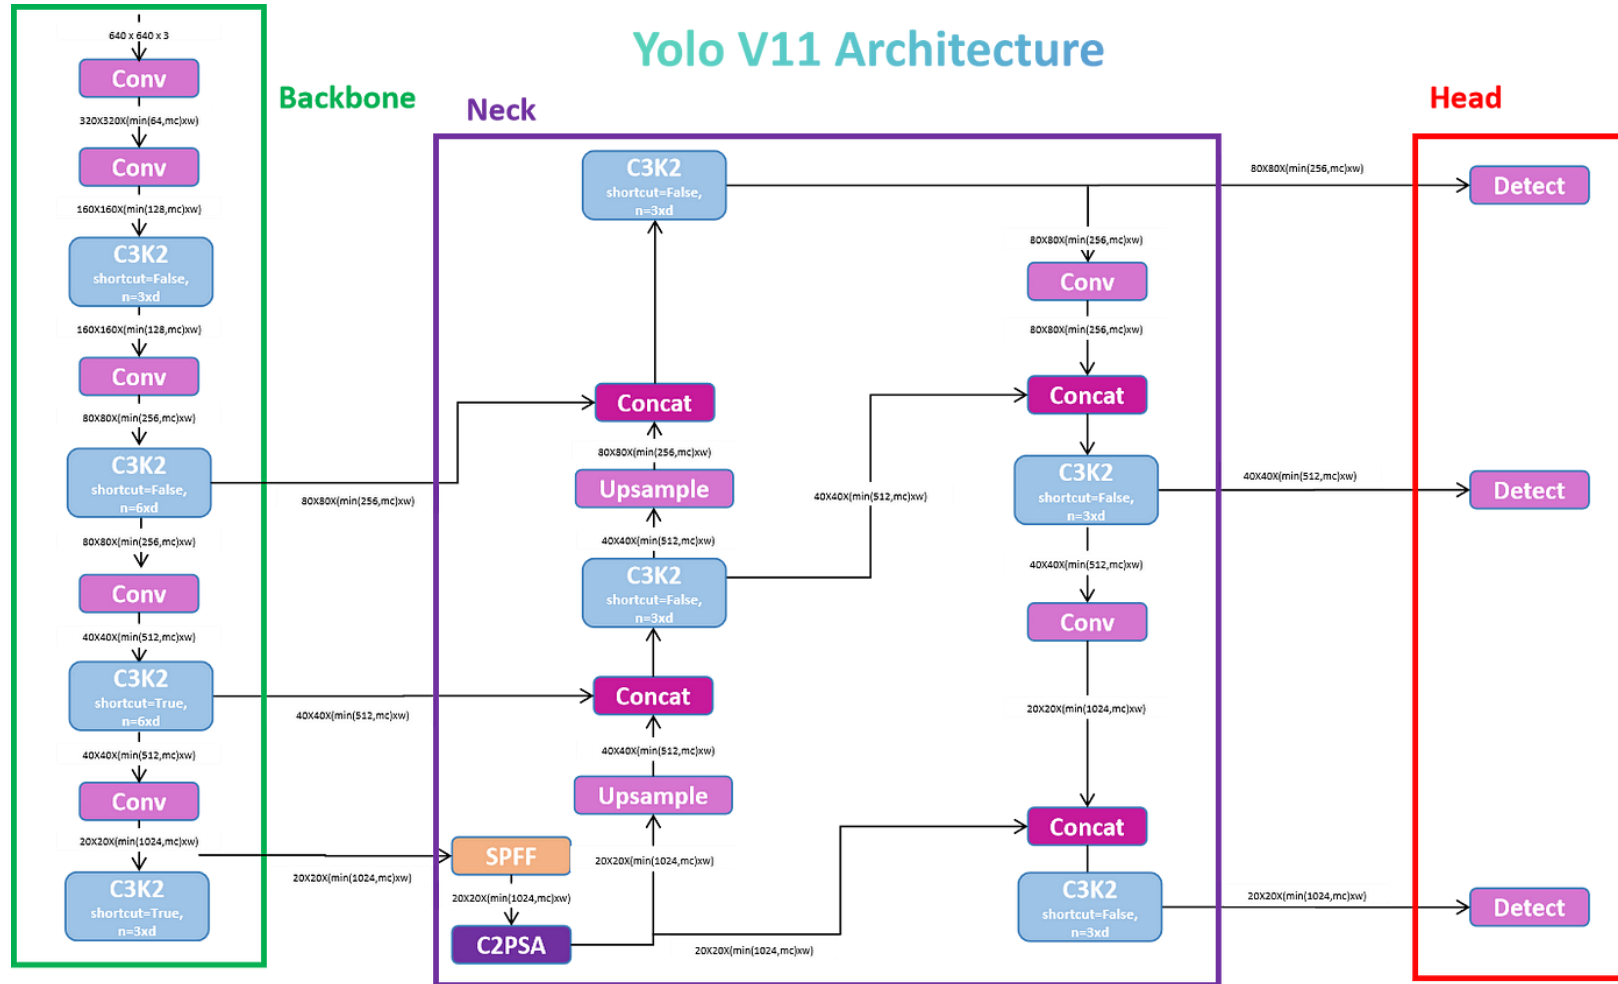 Yolo V11 Architecture
Backbone
640 x 640 x 3
Conv
320X320X(min(64,mc)xw)
Conv
160X160X(min(128,mc)xw)
C3K2
shortcut=False,
n=3xd
160X160X(min(128,mc)xw)
Conv
80X80X(min(256,mc)xw)
C3K2
shortcut=False,
n=6xd
80X80X(min(256,mc)xw)
80X80X(min(256,mc)xw)
Conv
40X40X(min(512,mc)xw)
C3K2
shortcut=True,
n=6xd
40X40X(min(512,mc)xw)
40X40X(min(512,mc)xw)
Conv
20X20X(min(1024,mc)xw)
20X20X(min(1024,mc)xw)
C3K2
shortcut=True,
n=3xd
Neck
C3K2
shortcut=False,
n=3xd
Concat
80X80X(min(256,mc)xw)
Upsample
40X40X(min(512,mc)xw)
C3K2
shortcut=False,
n=3xd
Concat
40X40X(min(512,mc)xw)
Upsample
20X20X(min(1024,mc)xw)
SPFF
20X20X(min(1024,mc)xw)
C2PSA
20X20X(min(1024,mc)xw)
40X40X(min(512,mc)xw)
80X80X(min(256,mc)xw)
80X80X(min(256,mc)xw)
Conv
80X80X(min(256,mc)xw)
Concat
C3K2
shortcut=False,
n=3xd
40X40X(min(512,mc)xw)
40X40X(min(512,mc)xw)
Conv
20X20X(min(1024,mc)xw)
Concat
C3K2
shortcut=False,
n=3xd
20X20X(min(1024,mc)xw)
Head
Detect
Detect
Detect